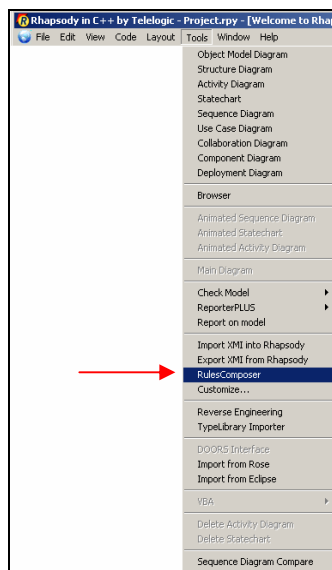 Rhapsody in C++ by Telelogic - Project.rpy - [Welcome to Rha
File Edit View Code Layout Tools Window Help
Object Model Diagram
Structure Diagram
Activity Diagram
Statechart
Sequence Diagram
Use Case Diagram
Collaboration Diagram
Component Diagram
Deployment Diagram
Browser
Animated Sequence Diagram
Animated Statechart
Animated Activity Diagram
Main Diagram
Check Model
ReporterPLUS
Report on model
Import XMI into Rhapsody
Export XMI from Rhapsody
RulesComposer
Customize...
Reverse Engineering
TypeLibrary Importer
DOORS Interface
Import from Rose
Import from Eclipse
VBA
Delete Activity Diagram
Delete Statechart
Sequence Diagram Compare